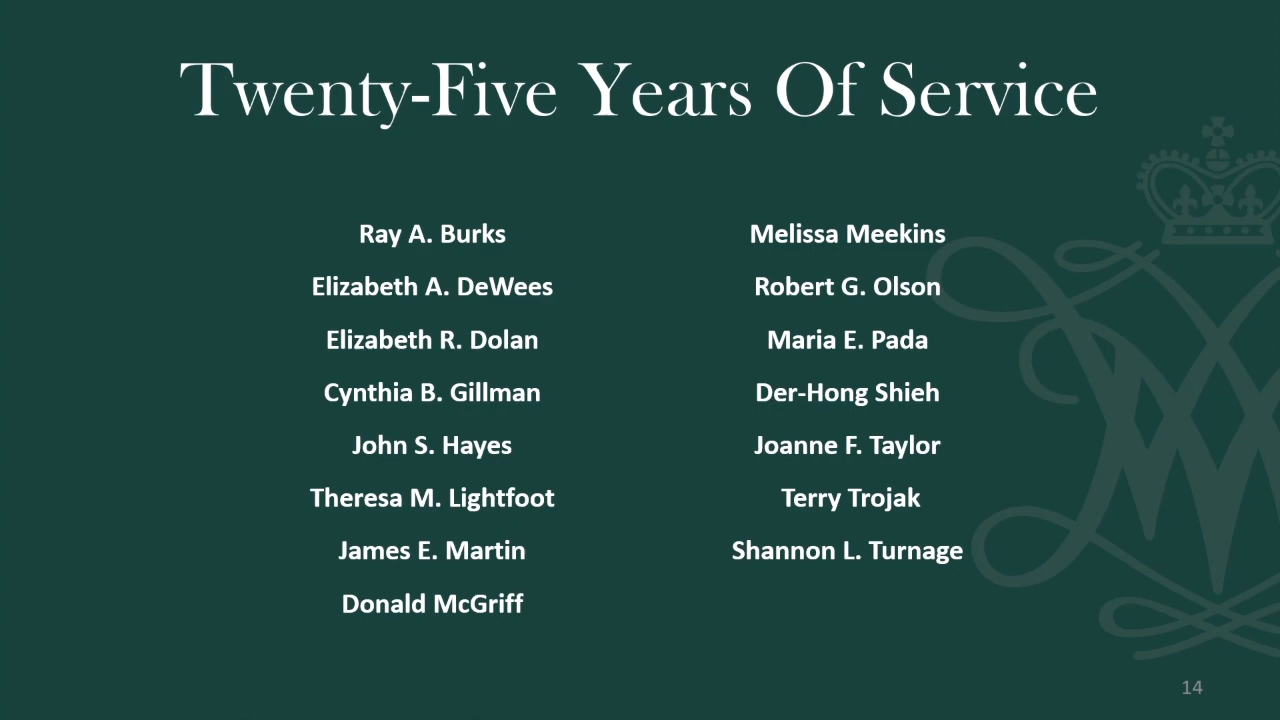 Twenty-Five Years Of Service
Ray A. Burks
Elizabeth A. DeWees
Elizabeth R. Dolan
Cynthia B. Gillman
John S. Hayes
Theresa M. Lightfoot
James E. Martin
Donald McGriff
Melissa Meekins
Robert G. Olson
Maria E. Pada
Der-Hong Shieh
Joanne F. Taylor
Terry Trojak
Shannon L. Turnage
14